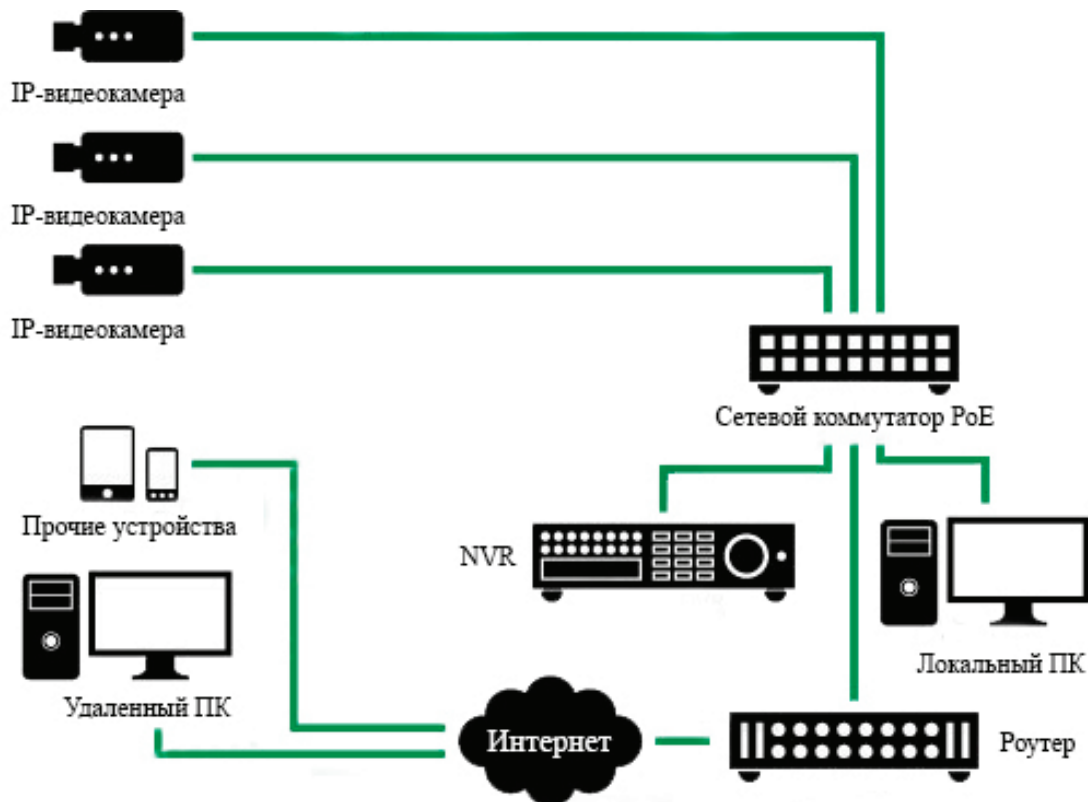 IP-видеокамера
IP-видеокамера
IP-видеокамера
Сетевой коммутатор PoE
Прочие устройства
NVR
Локальный ПК
Удаленный ПК
Интернет
Роутер